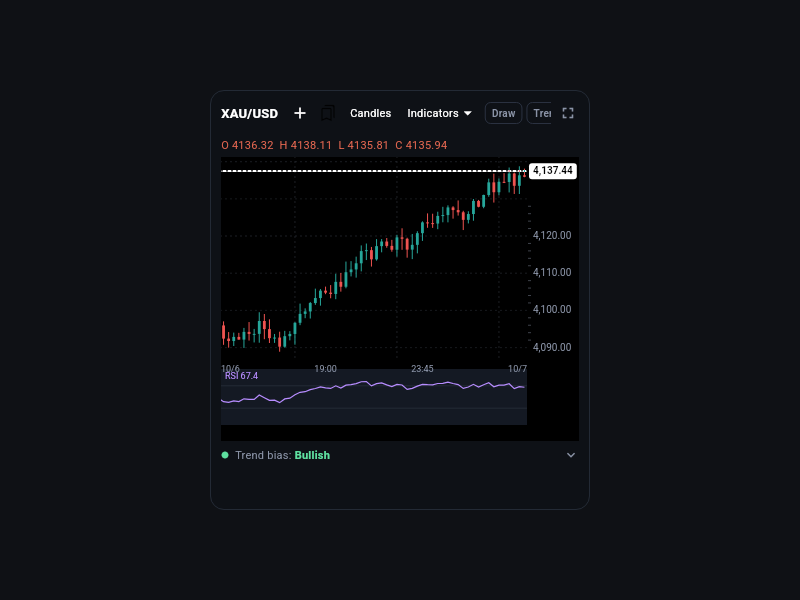 XAU/USD + Candles Indicators Draw Trer
O 4136.32 H 4138.11 L 4135.81 C 4135.94
4,137.44
4,120.00
4,110.00
4,100.00
4,090.00
10/6 19:00 23:45 10/7
RSI 67.4
Trend bias: Bullish